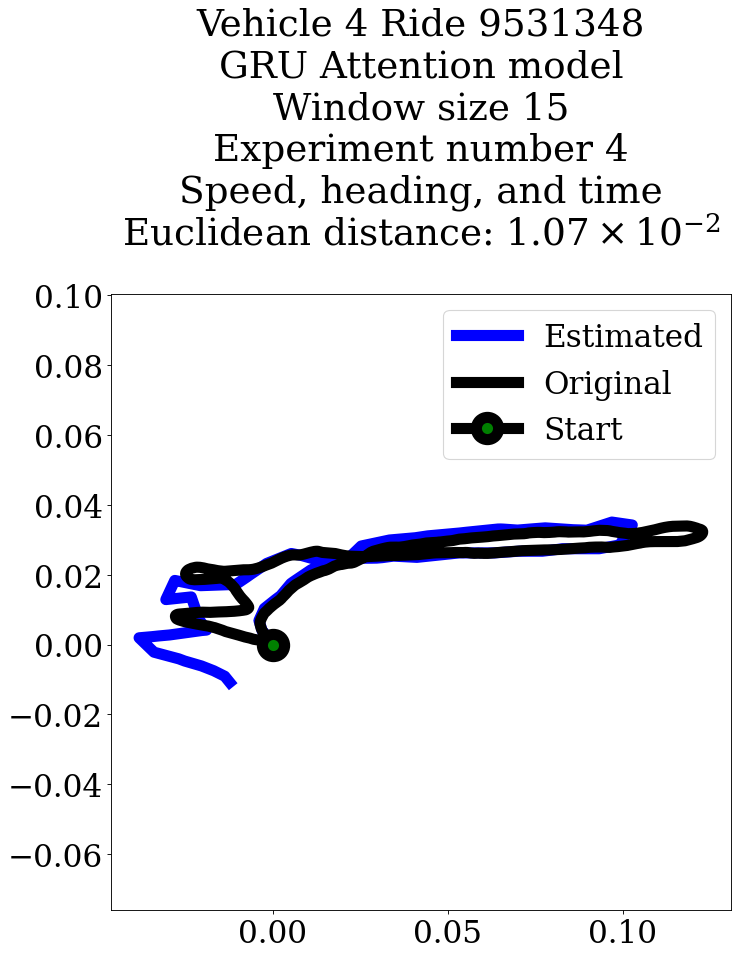 Vehicle 4 Ride 9531348
GRU Attention model
Window size 15
Experiment number 4
Speed, heading, and time
Euclidean distance: 1.07 × 10⁻²
Estimated
Original
Start
0.10
0.08
0.06
0.04
0.02
0.00
−0.02
−0.04
−0.06
0.00 0.05 0.10